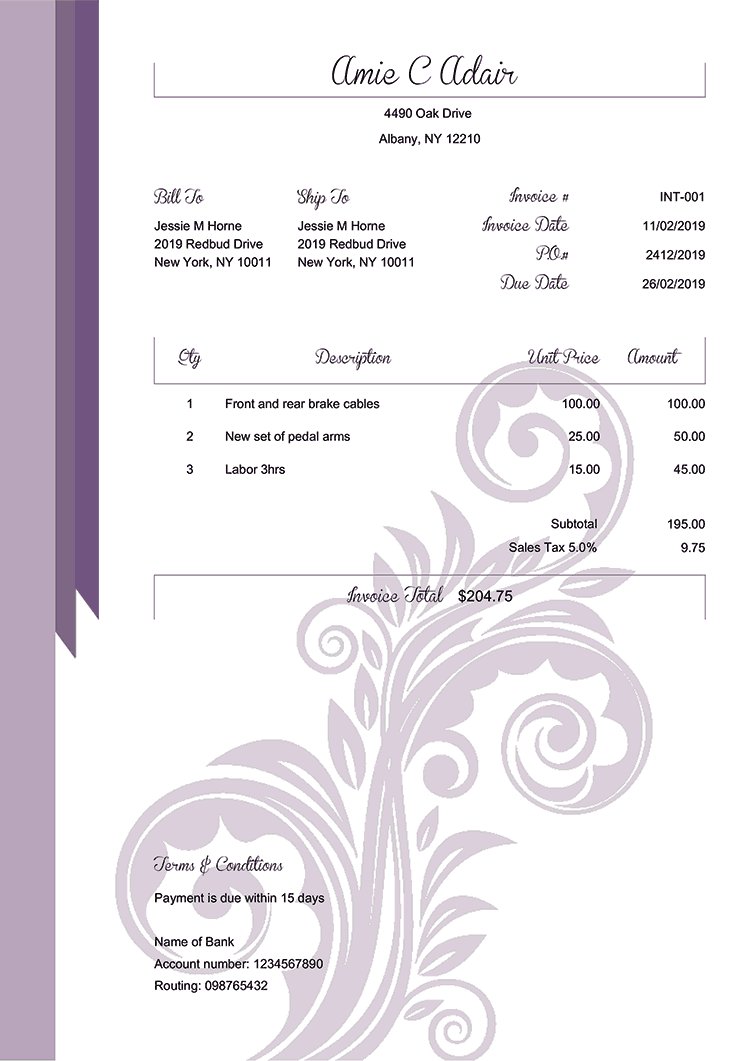 Amie C Adair
4490 Oak Drive
Albany, NY 12210
Bill To
Jessie M Horne
2019 Redbud Drive
New York, NY 10011
Ship To
Jessie M Horne
2019 Redbud Drive
New York, NY 10011
Invoice # INT-001
Invoice Date 11/02/2019
P.O.# 2412/2019
Due Date 26/02/2019
Qty Description Unit Price Amount
1 Front and rear brake cables 100.00 100.00
2 New set of pedal arms 25.00 50.00
3 Labor 3hrs 15.00 45.00
Subtotal 195.00
Sales Tax 5.0% 9.75
Invoice Total $204.75
Terms & Conditions
Payment is due within 15 days
Name of Bank
Account number: 1234567890
Routing: 098765432